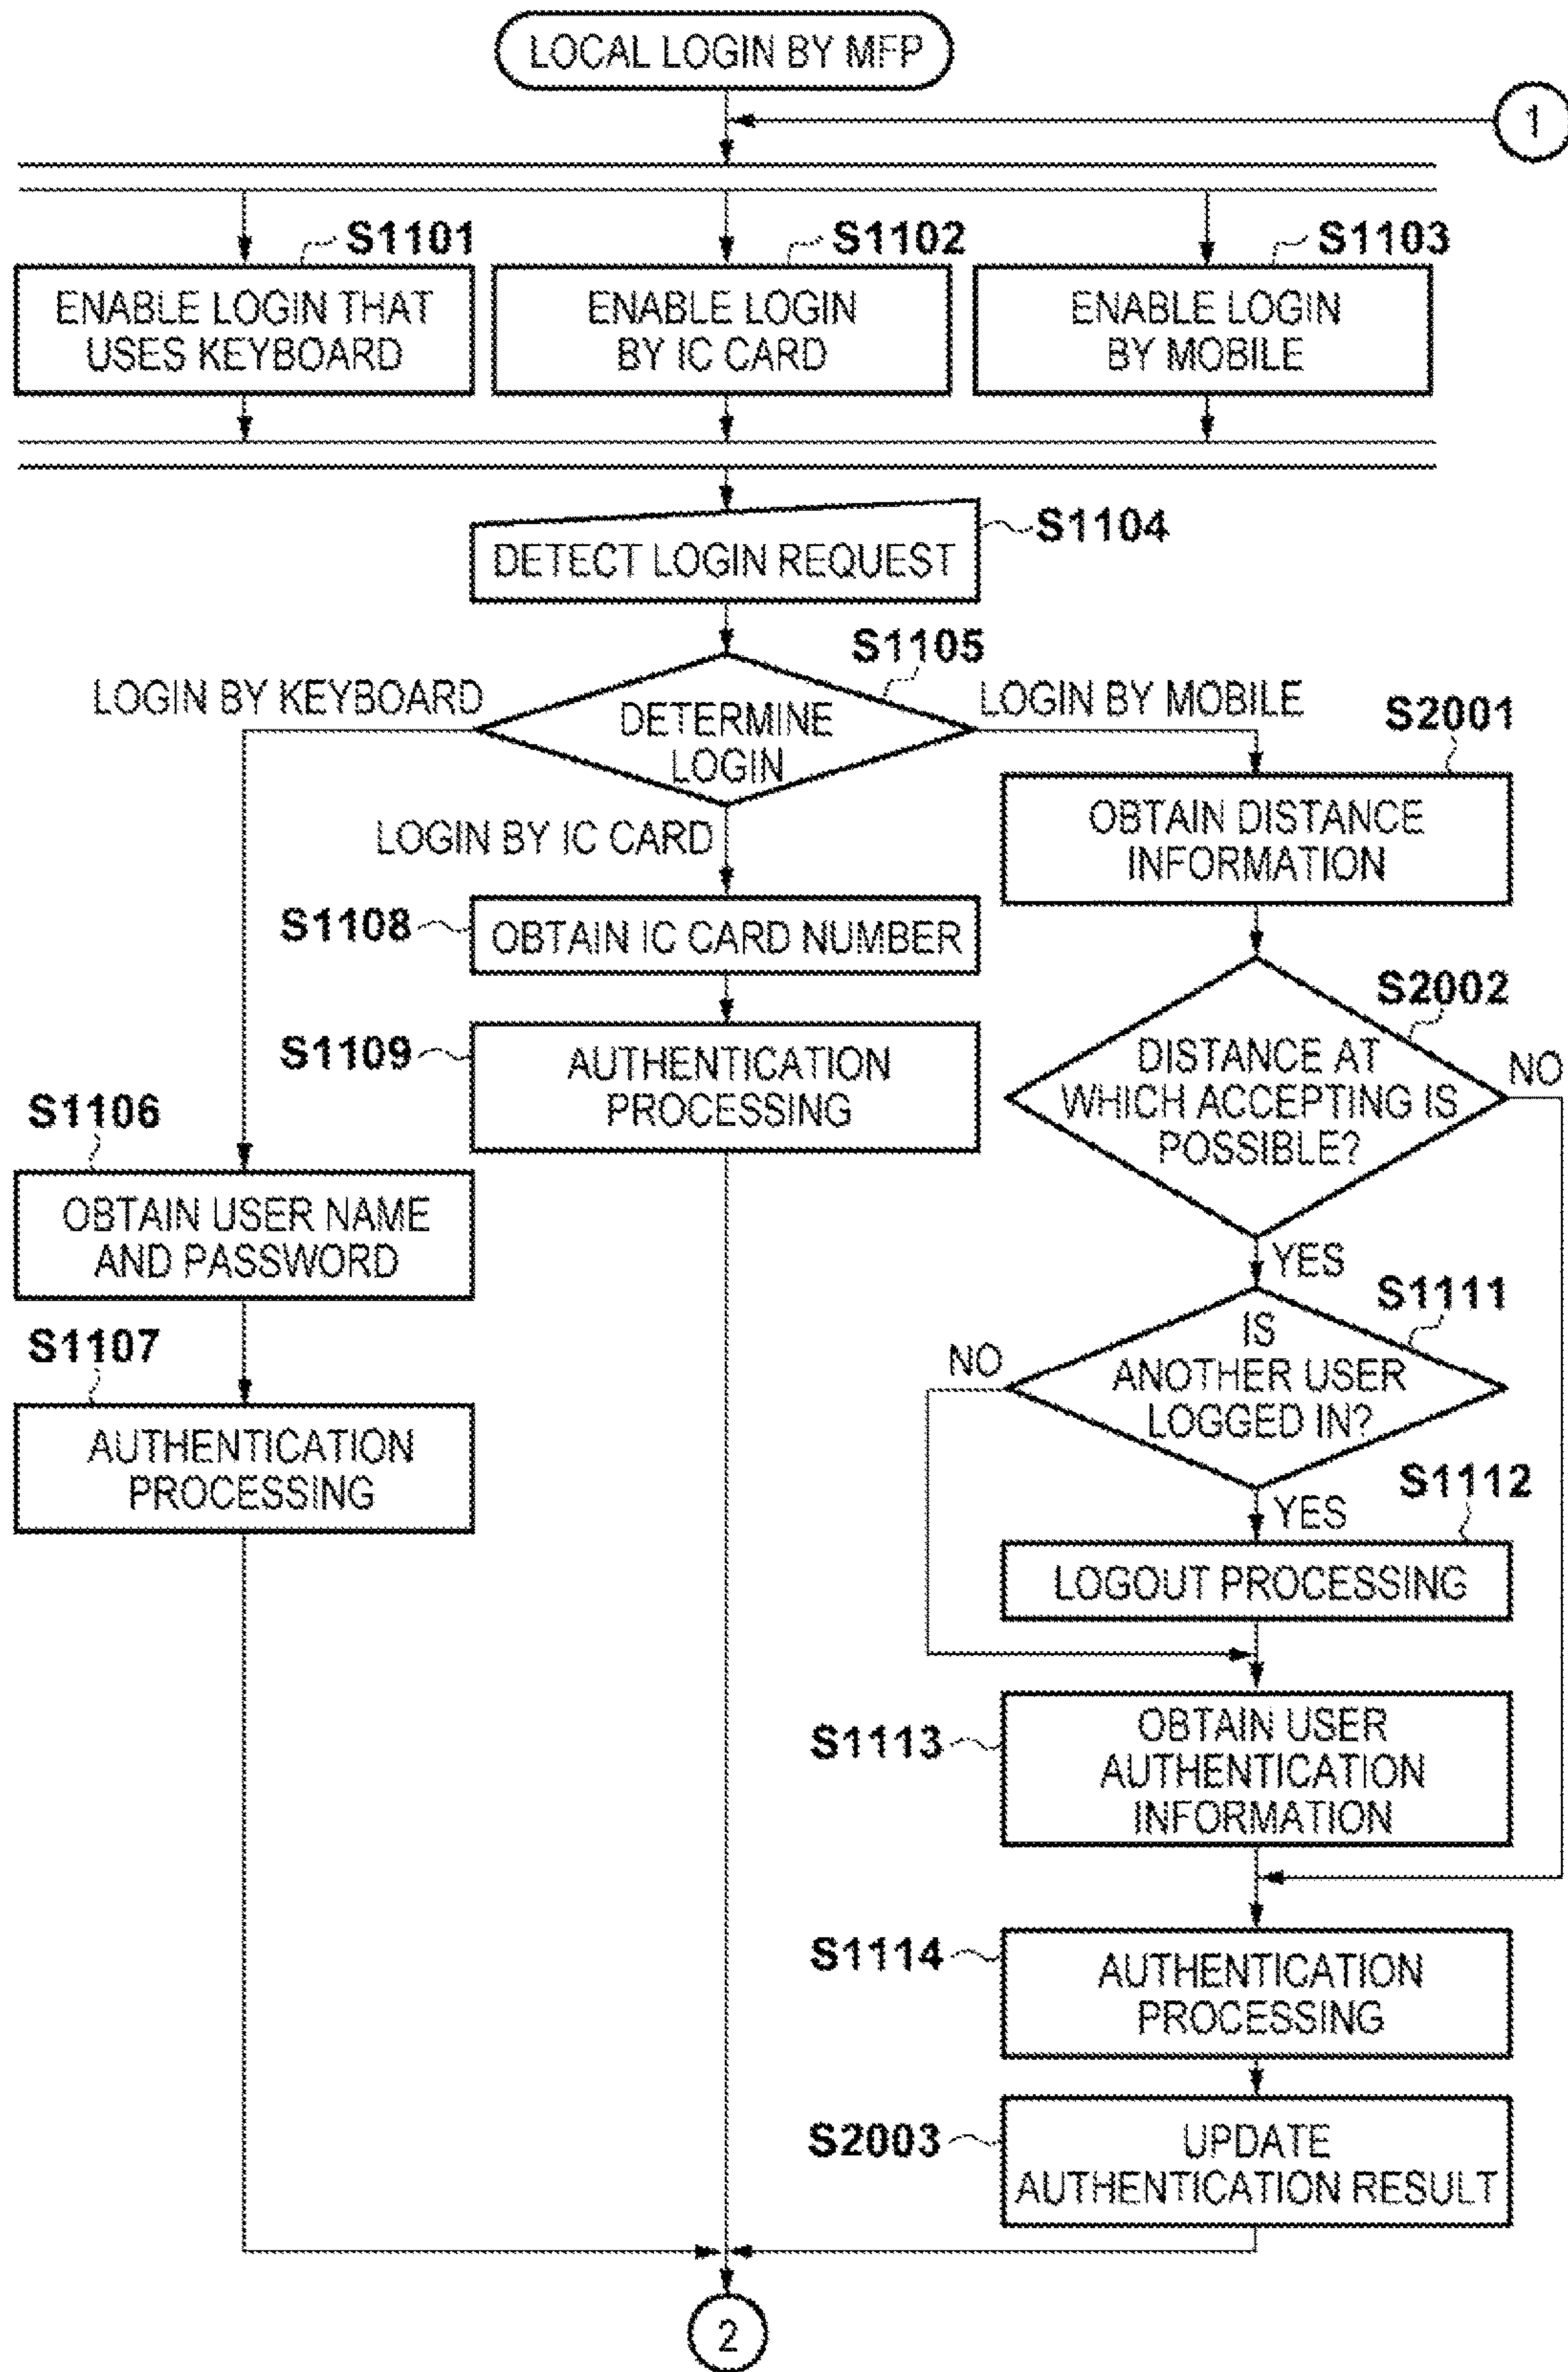 LOCAL LOGIN BY MFP
1
S1101
S1102
S1103
ENABLE LOGIN THAT
USES KEYBOARD
ENABLE LOGIN
BY IC CARD
ENABLE LOGIN
BY MOBILE
S1104
DETECT LOGIN REQUEST
S1105
LOGIN BY KEYBOARD
DETERMINE
LOGIN
LOGIN BY MOBILE
S2001
LOGIN BY IC CARD
OBTAIN DISTANCE
INFORMATION
S1108
OBTAIN IC CARD NUMBER
S2002
S1109
AUTHENTICATION
PROCESSING
DISTANCE AT
WHICH ACCEPTING IS
POSSIBLE?
NO
S1106
OBTAIN USER NAME
AND PASSWORD
YES
S1111
S1107
NO
IS
ANOTHER USER
LOGGED IN?
AUTHENTICATION
PROCESSING
YES
S1112
LOGOUT PROCESSING
S1113
OBTAIN USER
AUTHENTICATION
INFORMATION
S1114
AUTHENTICATION
PROCESSING
S2003
UPDATE
AUTHENTICATION RESULT
2